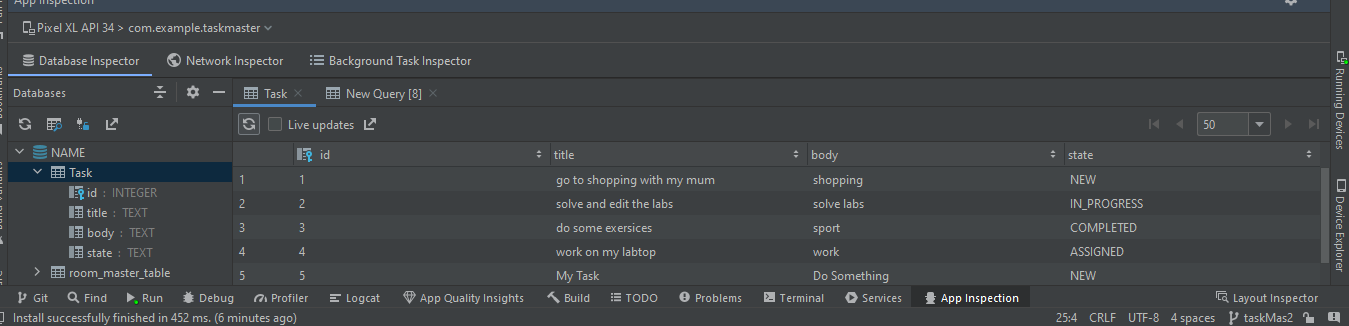 App Inspection
Pixel XL API 34 > com.example.taskmaster
Database Inspector Network Inspector Background Task Inspector
Databases Task New Query [8]
Live updates 50
NAME
Task
id : INTEGER
title : TEXT
body : TEXT
state : TEXT
room_master_table
id title body state
1 1 go to shopping with my mum shopping NEW
2 2 solve and edit the labs solve labs IN_PROGRESS
3 3 do some exersices sport COMPLETED
4 4 work on my labtop work ASSIGNED
5 5 My Task Do Something NEW
Running Devices
Device Explorer
Git Find Run Debug Profiler Logcat App Quality Insights Build TODO Problems Terminal Services App Inspection Layout Inspector
Install successfully finished in 452 ms. (6 minutes ago) 25:4 CRLF UTF-8 4 spaces taskMas2